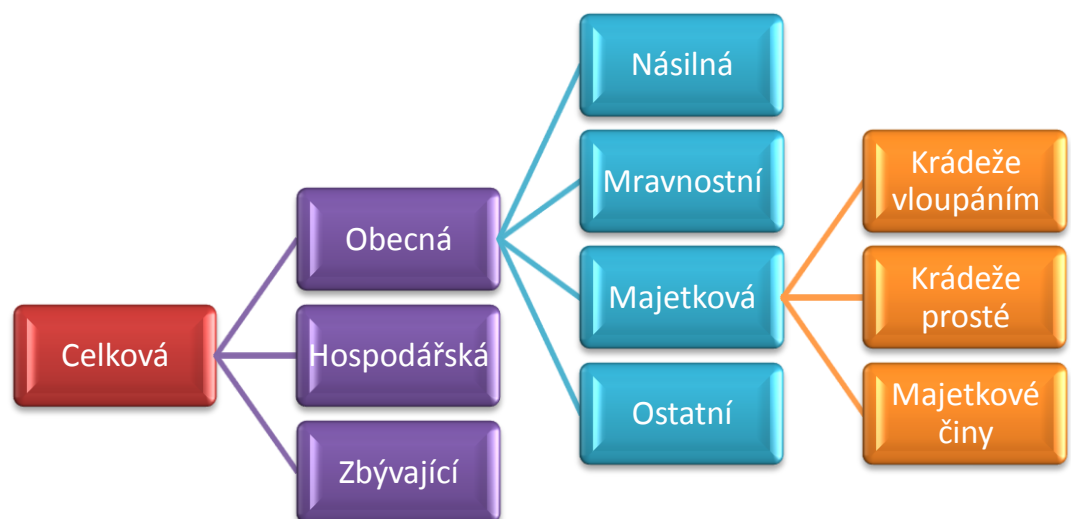 Celková
Obecná
Hospodářská
Zbývající
Násilná
Mravnostní
Majetková
Ostatní
Krádeže
vloupáním
Krádeže
prosté
Majetkové
činy